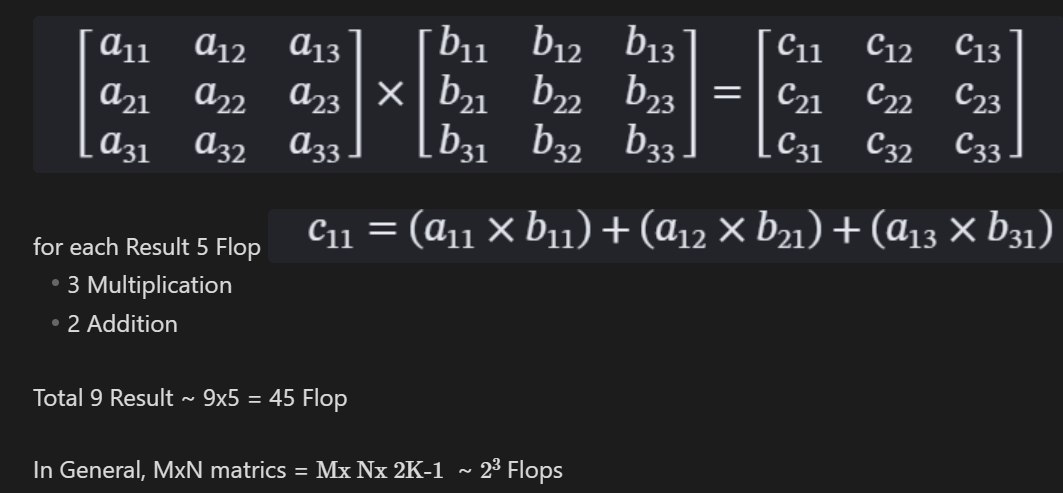 [a₁₁ a₁₂ a₁₃] [b₁₁ b₁₂ b₁₃] [c₁₁ c₁₂ c₁₃]
[a₂₁ a₂₂ a₂₃] × [b₂₁ b₂₂ b₂₃] = [c₂₁ c₂₂ c₂₃]
[a₃₁ a₃₂ a₃₃] [b₃₁ b₃₂ b₃₃] [c₃₁ c₃₂ c₃₃]
for each Result 5 Flop c₁₁ = (a₁₁ × b₁₁) + (a₁₂ × b₂₁) + (a₁₃ × b₃₁)
• 3 Multiplication
• 2 Addition
Total 9 Result ~ 9x5 = 45 Flop
In General, MxN matrics = Mx Nx 2K-1 ~ 2³ Flops